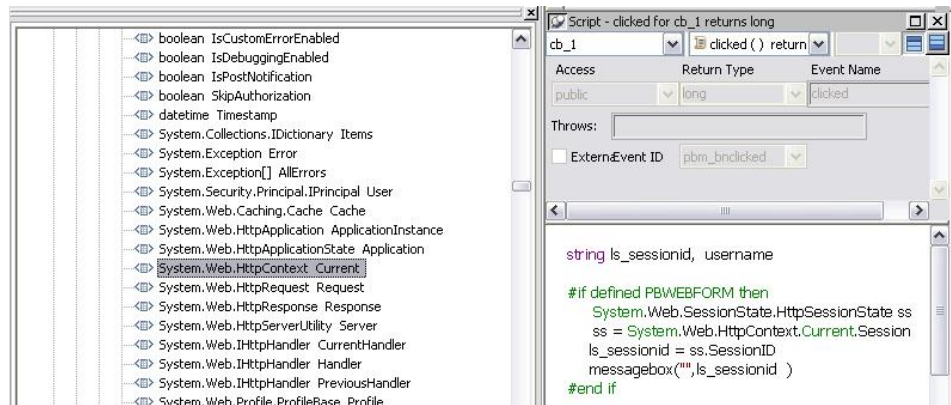 boolean IsCustomErrorEnabled
boolean IsDebuggingEnabled
boolean IsPostNotification
boolean SkipAuthorization
datetime Timestamp
System.Collections.IDictionary Items
System.Exception Error
System.Exception[] AllErrors
System.Security.Principal.IPrincipal User
System.Web.Caching.Cache Cache
System.Web.HttpApplication ApplicationInstance
System.Web.HttpApplicationState Application
System.Web.HttpContext Current
System.Web.HttpRequest Request
System.Web.HttpResponse Response
System.Web.HttpServerUtility Server
System.Web.IHttpHandler CurrentHandler
System.Web.IHttpHandler Handler
System.Web.IHttpHandler PreviousHandler
System.Web.Profile.ProfileBase Profile
Script - clicked for cb_1 returns long
cb_1 clicked ( ) return
Access Return Type Event Name
public long clicked
Throws:
Extern Event ID pbm_bnclicked
string ls_sessionid, username
#if defined PBWEBFORM then
System.Web.SessionState.HttpSessionState ss
ss = System.Web.HttpContext.Current.Session
ls_sessionid = ss.SessionID
messagebox("",ls_sessionid )
#end if